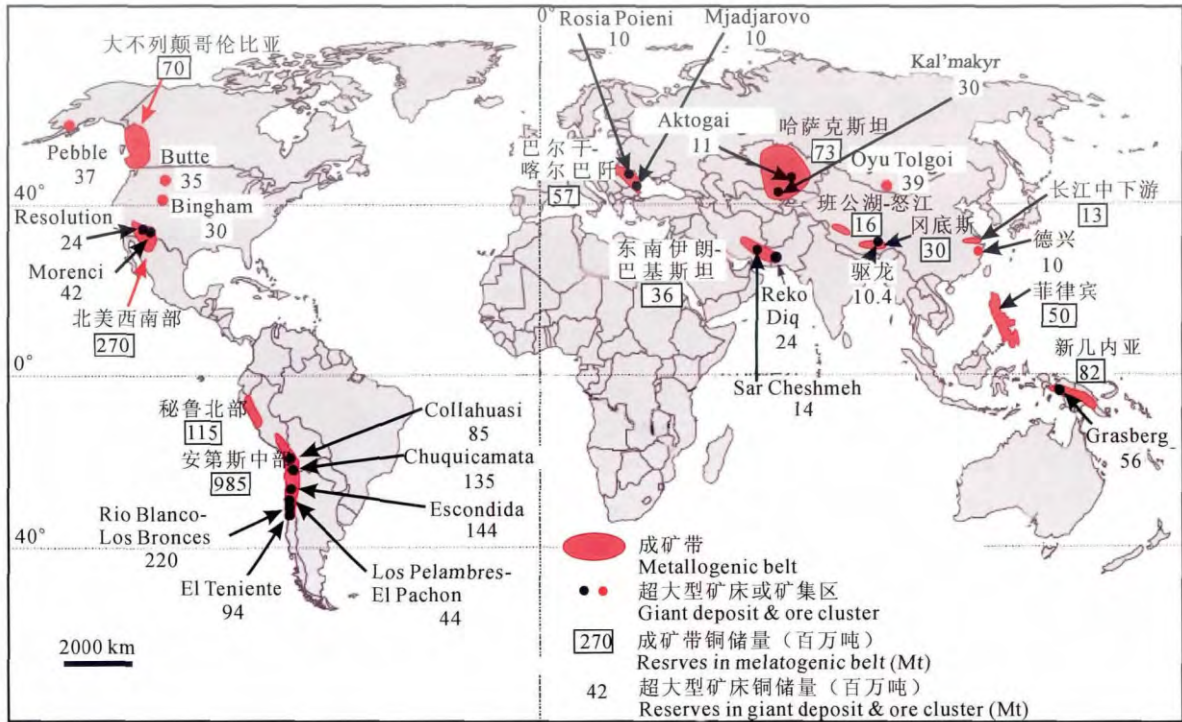 0°
Rosia Poieni
10
Mjadjarovo
10
Kal'makyr
30
大不列颠哥伦比亚
70
Pebble
37
Butte
35
Bingham
30
40°
Resolution
24
Morenci
42
北美西南部
270
巴尔干-
喀尔巴阡
57
Aktogai
11
哈萨克斯坦
73
Oyu Tolgoi
39
班公湖-怒江
16
冈底斯
30
长江中下游
13
德兴
10
驱龙
10.4
东南伊朗-
巴基斯坦
36
Reko
Diq
24
Sar Cheshmeh
14
菲律宾
50
新几内亚
82
Grasberg
56
0°
秘鲁北部
115
安第斯中部
985
Collahuasi
85
Chuquicamata
135
Escondida
144
Rio Blanco-
Los Bronces
220
El Teniente
94
Los Pelambres-
El Pachon
44
40°
2000 km
成矿带
Metallogenic belt
超大型矿床或矿集区
Giant deposit & ore cluster
270
成矿带铜储量（百万吨）
Resrves in melatogenic belt (Mt)
42
超大型矿床铜储量（百万吨）
Reserves in giant deposit & ore cluster (Mt)